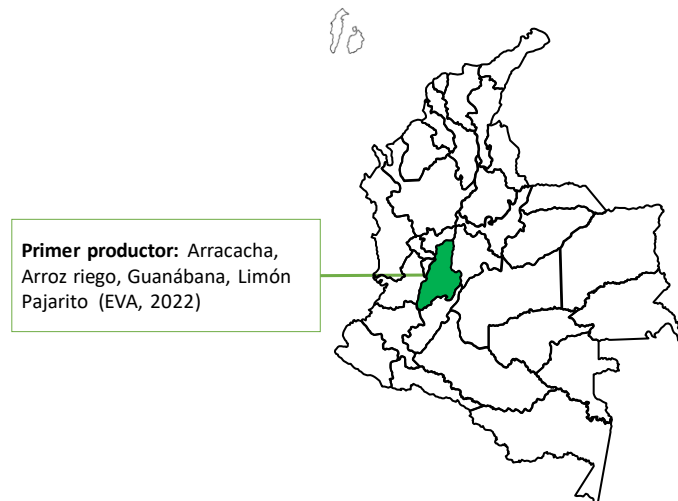 Primer productor: Arracacha,
Arroz riego, Guanábana, Limón
Pajarito (EVA, 2022)